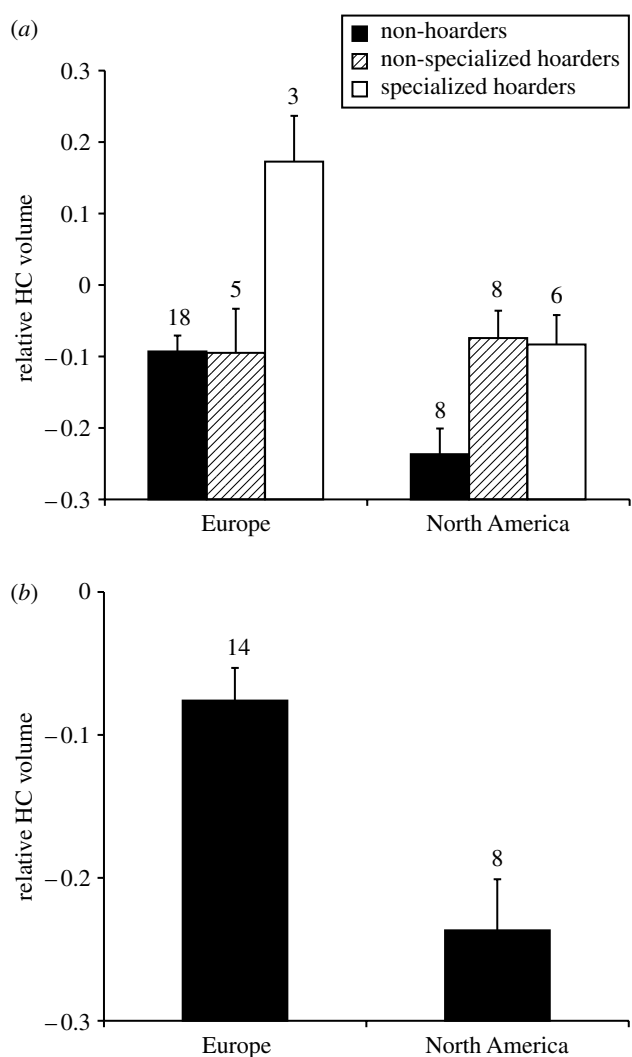 (a)
non-hoarders
non-specialized hoarders
specialized hoarders
0.3
0.2
0.1
0
–0.1
–0.2
–0.3
relative HC volume
18
5
3
8
8
6
Europe
North America
(b)
0
–0.1
–0.2
–0.3
relative HC volume
14
8
Europe
North America